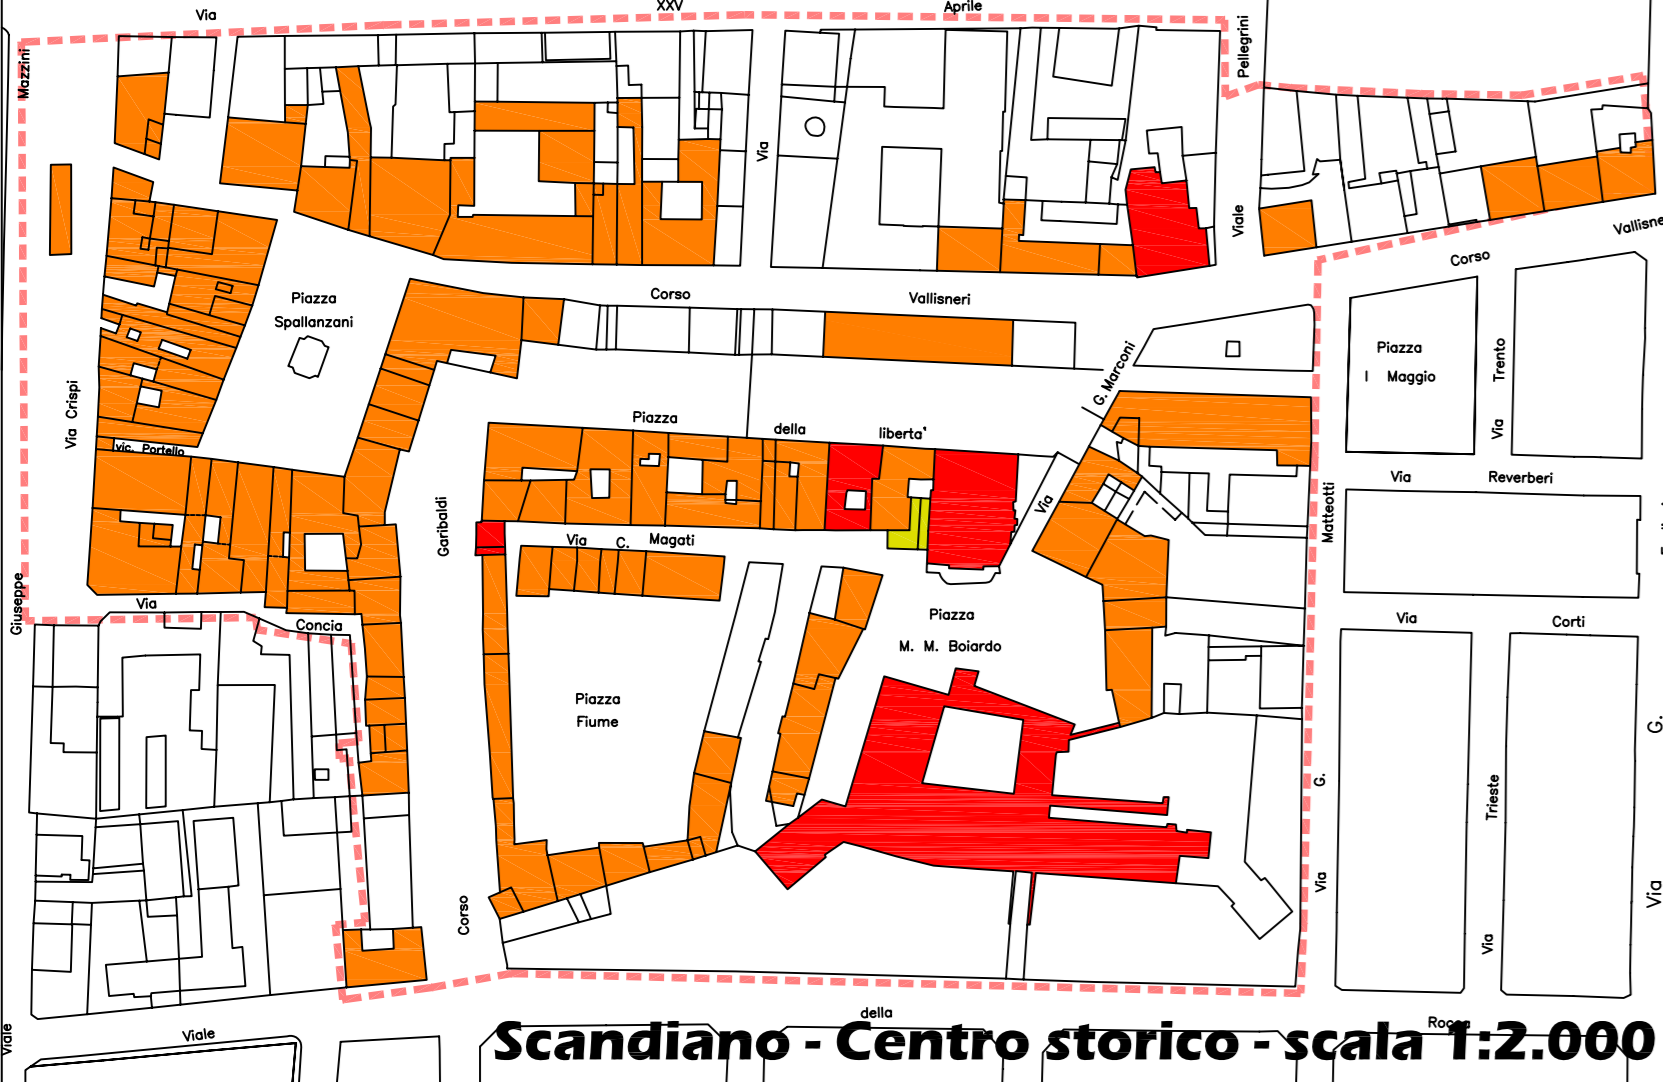 Via
XXV
Aprile
Mazzini
Pellegrini
Via
Viale
Vallisne
Corso
Piazza
Spallanzani
Corso
Vallisneri
Piazza
I Maggio
Trento
Via
G. Marconi
Via Crispi
Piazza
della
liberta'
vic. Portello
Via
Reverberi
Garibaldi
Via
Matteotti
Via C. Magati
Giuseppe
Via
Concia
Piazza
M. M. Boiardo
Via
Corti
Piazza
Fiume
G.
G.
Trieste
Via
Via
Corso
Via
Viale
Viale
della
Rocca
Scandiano - Centro storico - scala 1:2.000